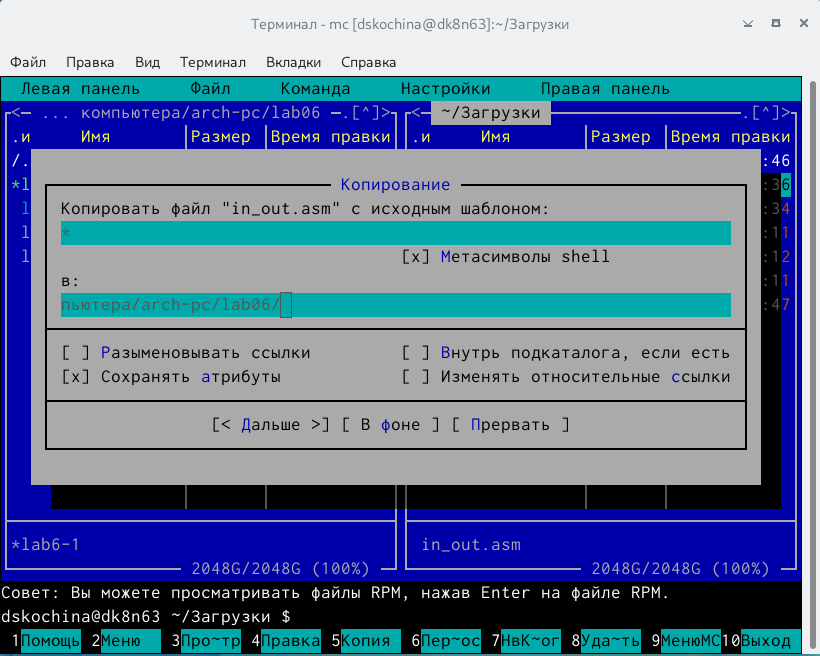 Терминал - mc [dskochina@dk8n63]:~/Загрузки
Файл Правка Вид Терминал Вкладки Справка
Левая панель Файл Команда Настройки Правая панель
<— ... компьютера/arch-pc/lab06 —.[^]> <— ~/Загрузки —.[^]>
.и Имя Размер Время правки .и Имя Размер Время правки
/. :46
*l Копирование :36
l Копировать файл "in_out.asm" с исходным шаблоном: :34
l * :11
l [x] Метасимволы shell :12
в: :11
пьютера/arch-pc/lab06/ :47
[ ] Разыменовывать ссылки [ ] Внутрь подкаталога, если есть
[x] Сохранять атрибуты [ ] Изменять относительные ссылки
[< Дальше >] [ В фоне ] [ Прервать ]
*lab6-1 in_out.asm
2048G/2048G (100%) 2048G/2048G (100%)
Совет: Вы можете просматривать файлы RPM, нажав Enter на файле RPM.
dskochina@dk8n63 ~/Загрузки $
1Помощь 2Меню 3Про~тр 4Правка 5Копия 6Пер~ос 7НвК~ог 8Уда~ть 9МенюMC 10Выход